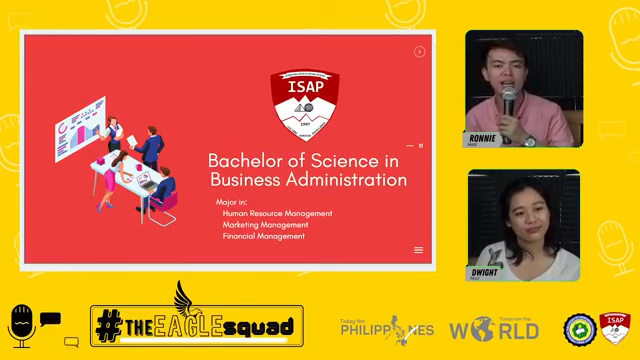 ISAP
1997
Bachelor of Science in
Business Administration
Major in:
Human Resource Management
Marketing Management
Financial Management
RONNIE
DWIGHT
#THEEAGLEsquad
Today the
PHILIPPINES
Tomorrow the
WORLD
ISAP